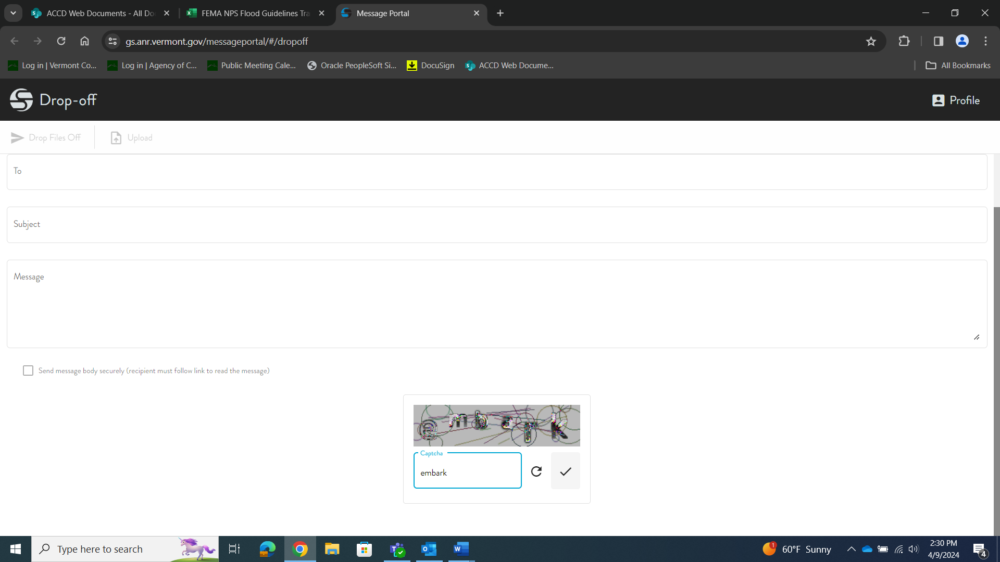 ACCD Web Documents - All Do
FEMA NPS Flood Guidelines Tra
Message Portal
gs.anr.vermont.gov/messageportal/#/dropoff
Log in | Vermont Co...
Log in | Agency of C...
Public Meeting Cale...
Oracle PeopleSoft Si...
DocuSign
ACCD Web Docume...
All Bookmarks
Drop-off
Profile
Drop Files Off
Upload
To
Subject
Message
Send message body securely (recipient must follow link to read the message)
embark
Captcha
embark
Type here to search
1
60°F Sunny
2:30 PM
4/9/2024
4